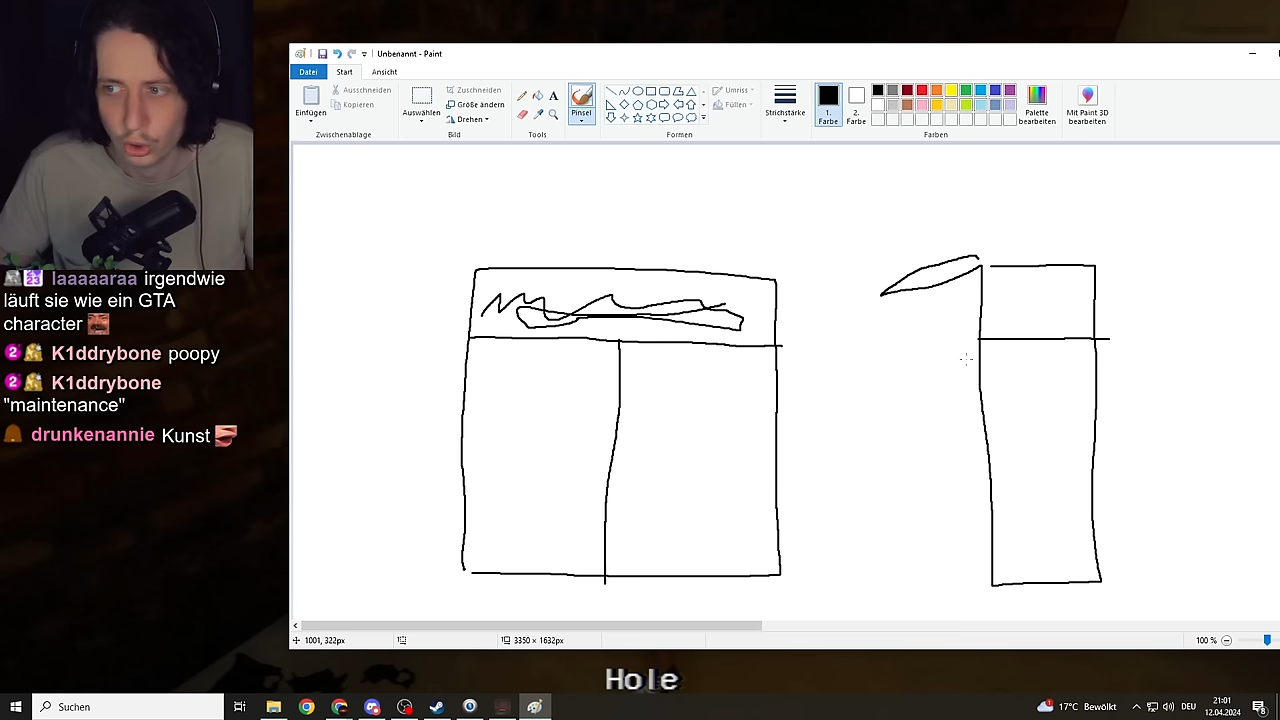 Unbenannt - Paint
Datei
Start
Ansicht
Einfügen
Ausschneiden
Kopieren
Zwischenablage
Auswählen
Zuschneiden
Größe ändern
Drehen
Bild
A
Tools
Pinsel
Umriss
Füllen
Formen
Strichstärke
1.
Farbe
2.
Farbe
Farben
Palette
bearbeiten
Mit Paint 3D
bearbeiten
23 laaaaaraa irgendwie
läuft sie wie ein GTA
character
2 K1ddrybone poopy
2 K1ddrybone
"maintenance"
drunkenannie Kunst
1001, 322px
3350 × 1632px
100 %
Hole
Suchen
17°C Bewölkt
DEU
21:01
12.04.2024